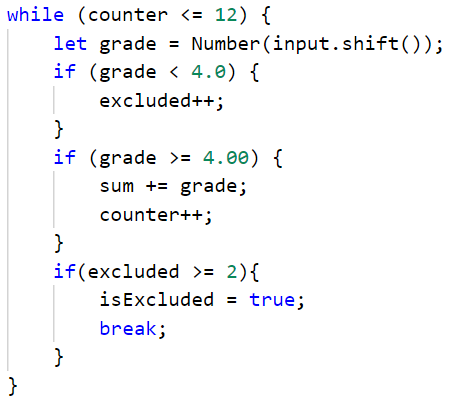 while (counter <= 12) {
    let grade = Number(input.shift());
    if (grade < 4.0) {
        excluded++;
    }
    if (grade >= 4.00) {
        sum += grade;
        counter++;
    }
    if(excluded >= 2){
        isExcluded = true;
        break;
    }
}